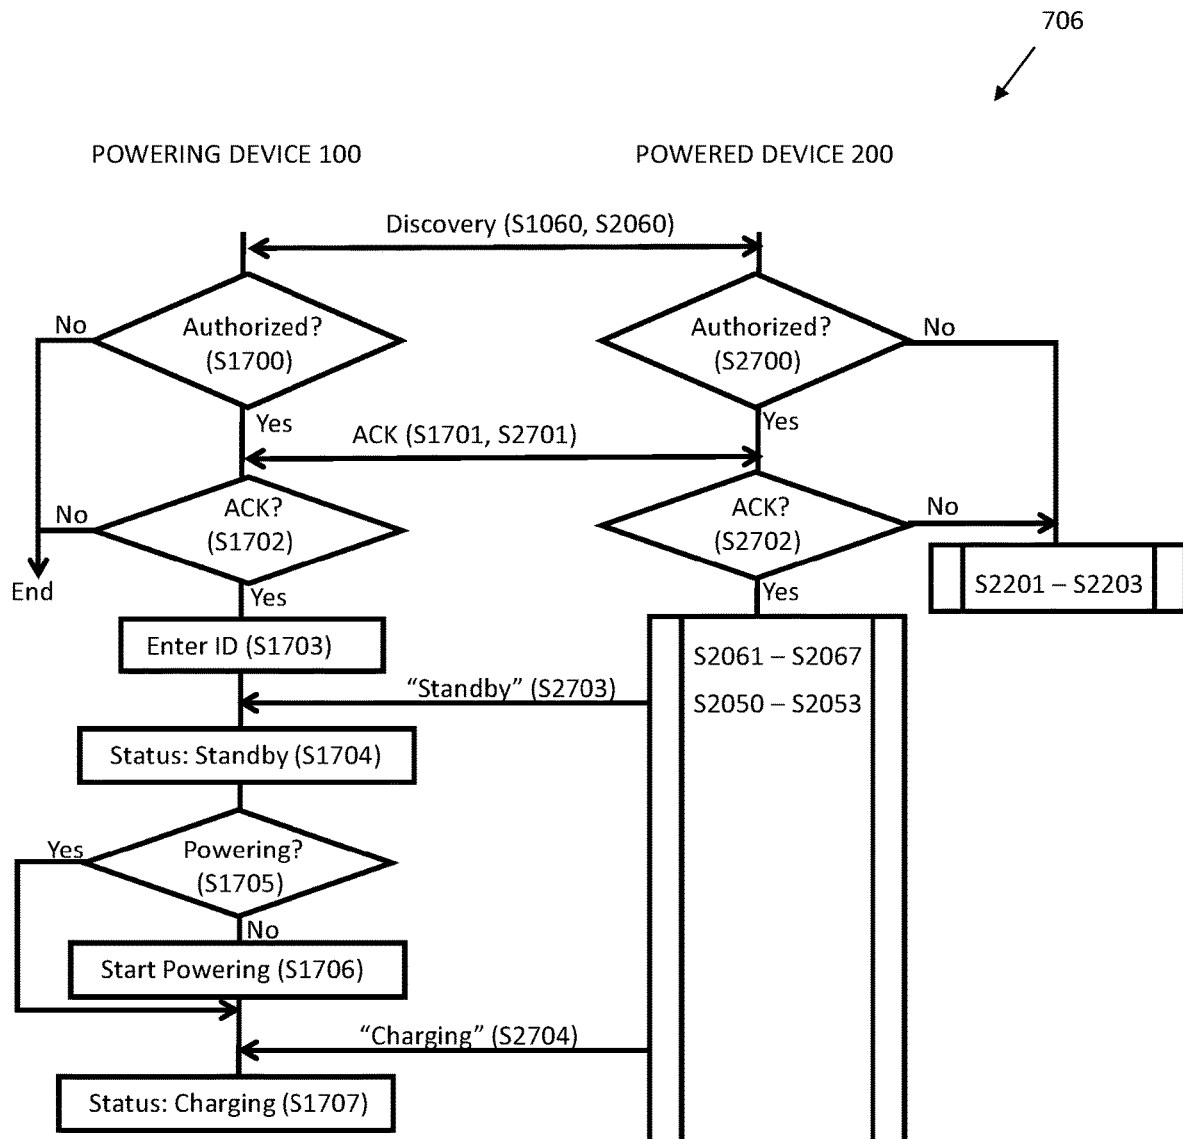 706
POWERING DEVICE 100
POWERED DEVICE 200
Discovery (S1060, S2060)
No
Authorized?
(S1700)
Authorized?
(S2700)
No
Yes
Yes
ACK (S1701, S2701)
No
ACK?
(S1702)
ACK?
(S2702)
No
End
Yes
Yes
S2201 – S2203
Enter ID (S1703)
S2061 – S2067
"Standby" (S2703)
S2050 – S2053
Status: Standby (S1704)
Yes
Powering?
(S1705)
No
Start Powering (S1706)
"Charging" (S2704)
Status: Charging (S1707)